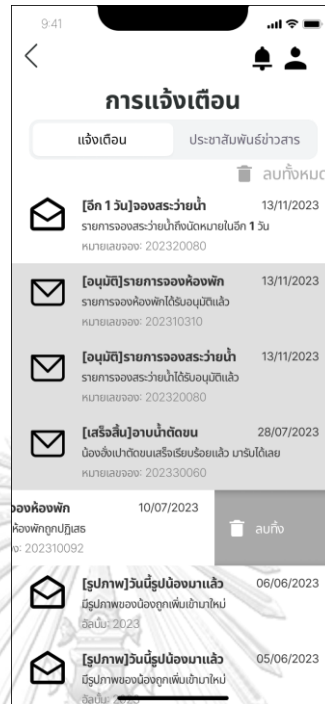 9:41
การแจ้งเตือน
แจ้งเตือน ประชาสัมพันธ์ข่าวสาร
ลบทั้งหมด
[อีก 1 วัน]จองสระว่ายน้ำ 13/11/2023
รายการจองสระว่ายน้ำถึงนัดหมายในอีก 1 วัน
หมายเลขจอง: 202320080
[อนุมัติ]รายการจองห้องพัก 13/11/2023
รายการจองห้องพักได้รับอนุมัติแล้ว
หมายเลขจอง: 202310310
[อนุมัติ]รายการจองสระว่ายน้ำ 13/11/2023
รายการจองสระว่ายน้ำได้รับอนุมัติแล้ว
หมายเลขจอง: 202320080
[เสร็จสิ้น]อาบน้ำตัดขน 28/07/2023
น้องสั่งเปาตัดขนเสร็จเรียบร้อยแล้ว มารับได้เลย
หมายเลขจอง: 202330060
จองห้องพัก 10/07/2023
ห้องพักถูกปฏิเสธ
จอง: 202310092
ลบทิ้ง
[รูปภาพ]วันนี้รูปน้องมาแล้ว 06/06/2023
มีรูปภาพของน้องถูกเพิ่มเข้ามาใหม่
อัลบั้ม: 2023
[รูปภาพ]วันนี้รูปน้องมาแล้ว 05/06/2023
มีรูปภาพของน้องถูกเพิ่มเข้ามาใหม่
อัลบั้ม: 2023